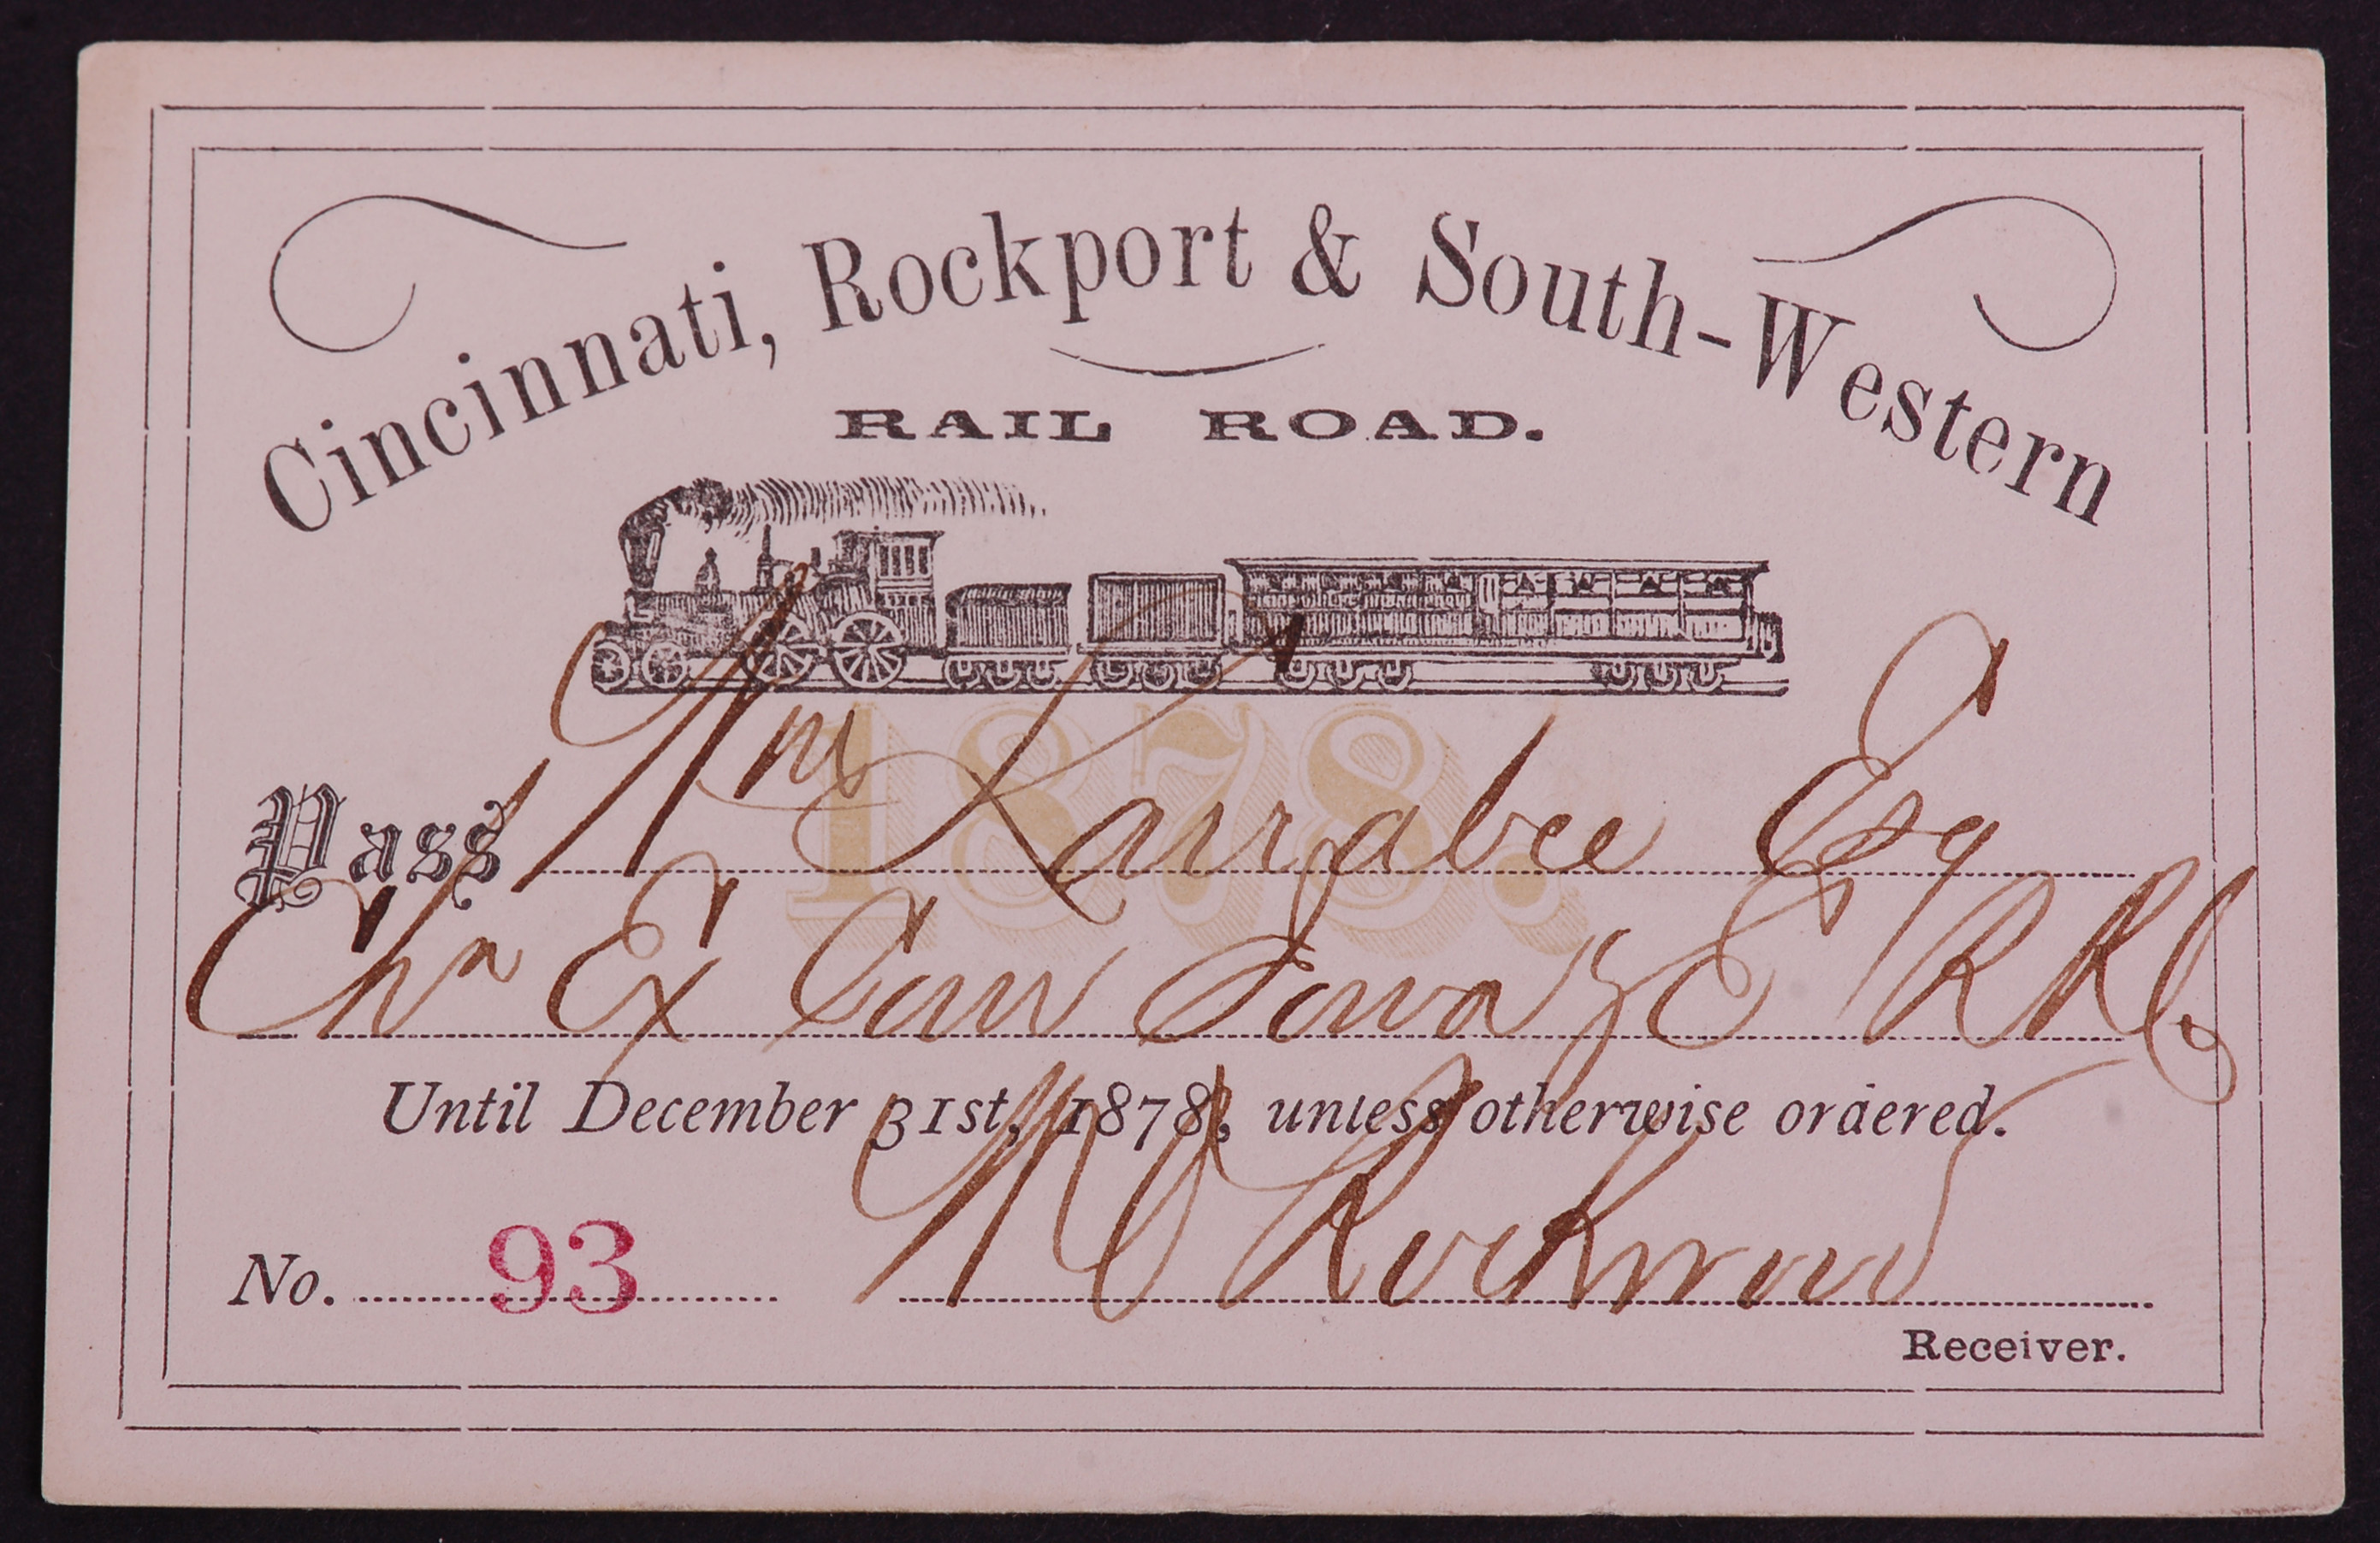 Cincinnati, Rockport & South-Western
RAIL ROAD.
1878.
Pass Wm Larrabee Esq
Chn Ex Com Iowa E RR Co
Until December 31st, 1878, unless otherwise ordered.
No. 93 Rockwood
Receiver.